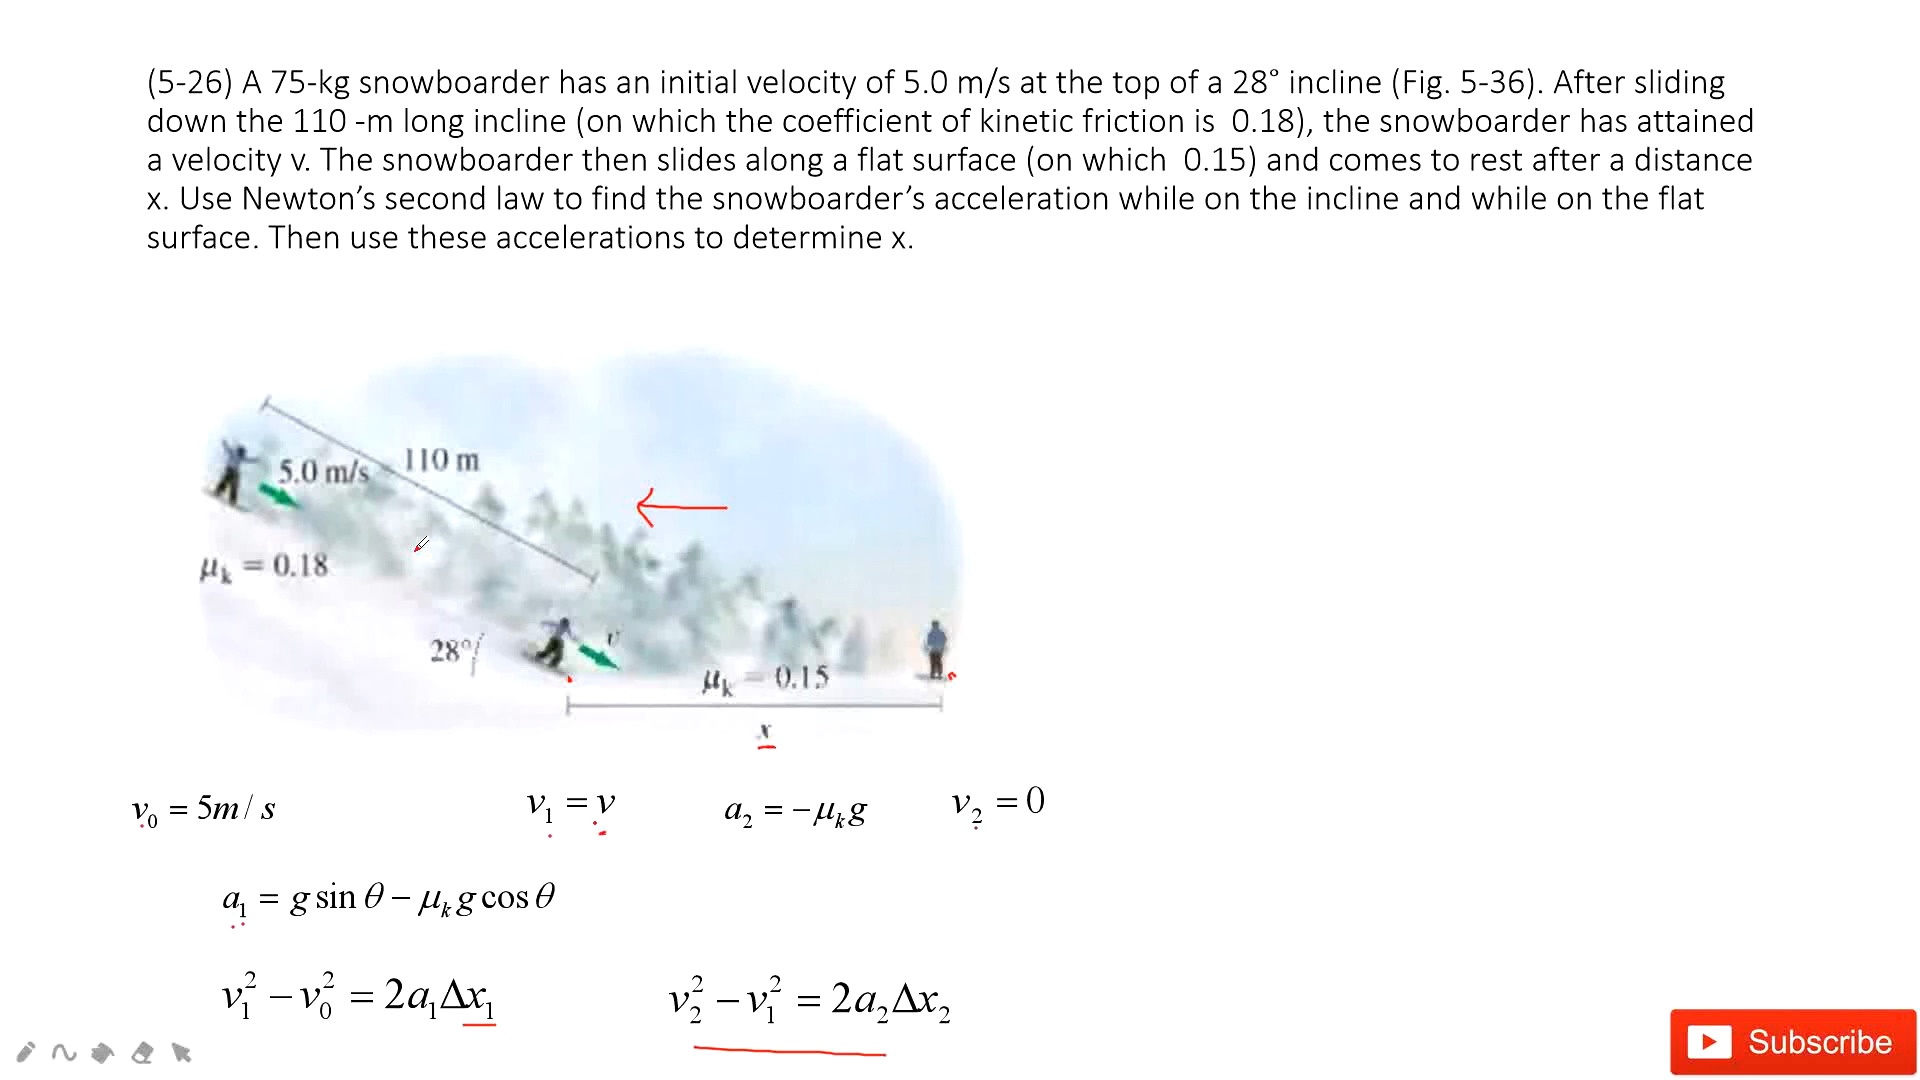 (5-26) A 75-kg snowboarder has an initial velocity of 5.0 m/s at the top of a 28° incline (Fig. 5-36). After sliding
down the 110 -m long incline (on which the coefficient of kinetic friction is  0.18), the snowboarder has attained
a velocity v. The snowboarder then slides along a flat surface (on which  0.15) and comes to rest after a distance
x. Use Newton’s second law to find the snowboarder’s acceleration while on the incline and while on the flat
surface. Then use these accelerations to determine x.
110 m
5.0 m/s
μk = 0.18
28°
v
μk = 0.15
x
v₀ = 5m / s
v₁ = v
a₂ = −μₖg
v₂ = 0
a₁ = g sin θ − μₖ g cos θ
v₁² − v₀² = 2a₁Δx₁
v₂² − v₁² = 2a₂Δx₂
Subscribe